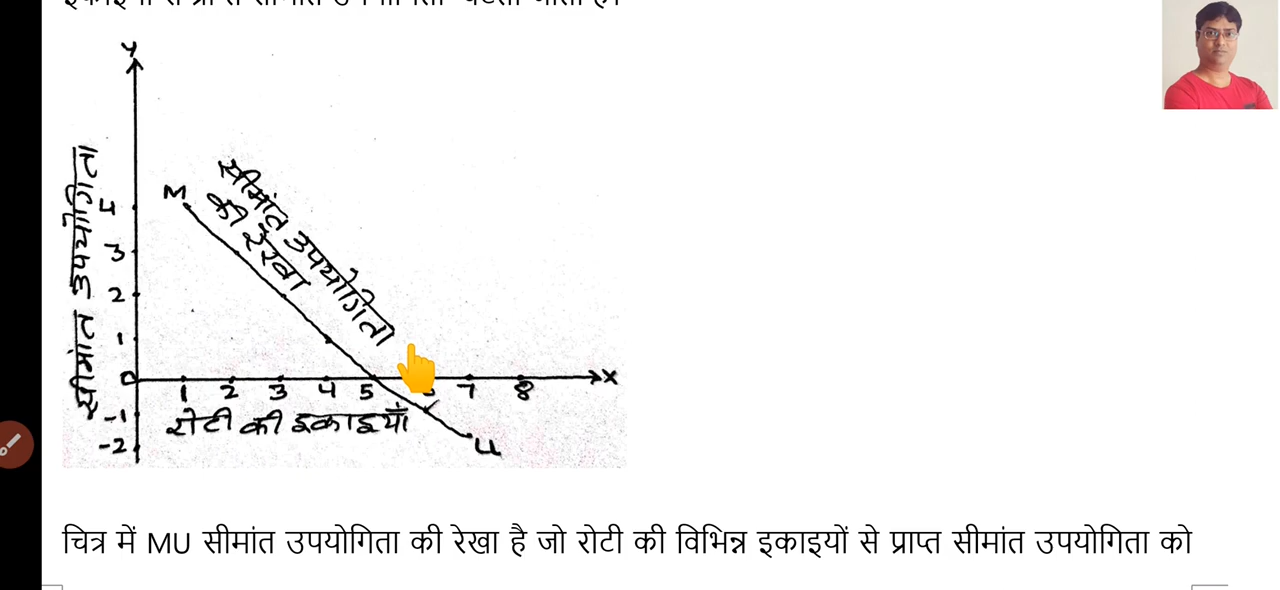 Y
सीमांत उपयोगिता
4
3
2
1
0
-1
-2
M
सीमांत उपयोगिता
की रेखा
1 2 3 4 5 7 8 X
रोटी की इकाइयाँ
U
चित्र में MU सीमांत उपयोगिता की रेखा है जो रोटी की विभिन्न इकाइयों से प्राप्त सीमांत उपयोगिता को